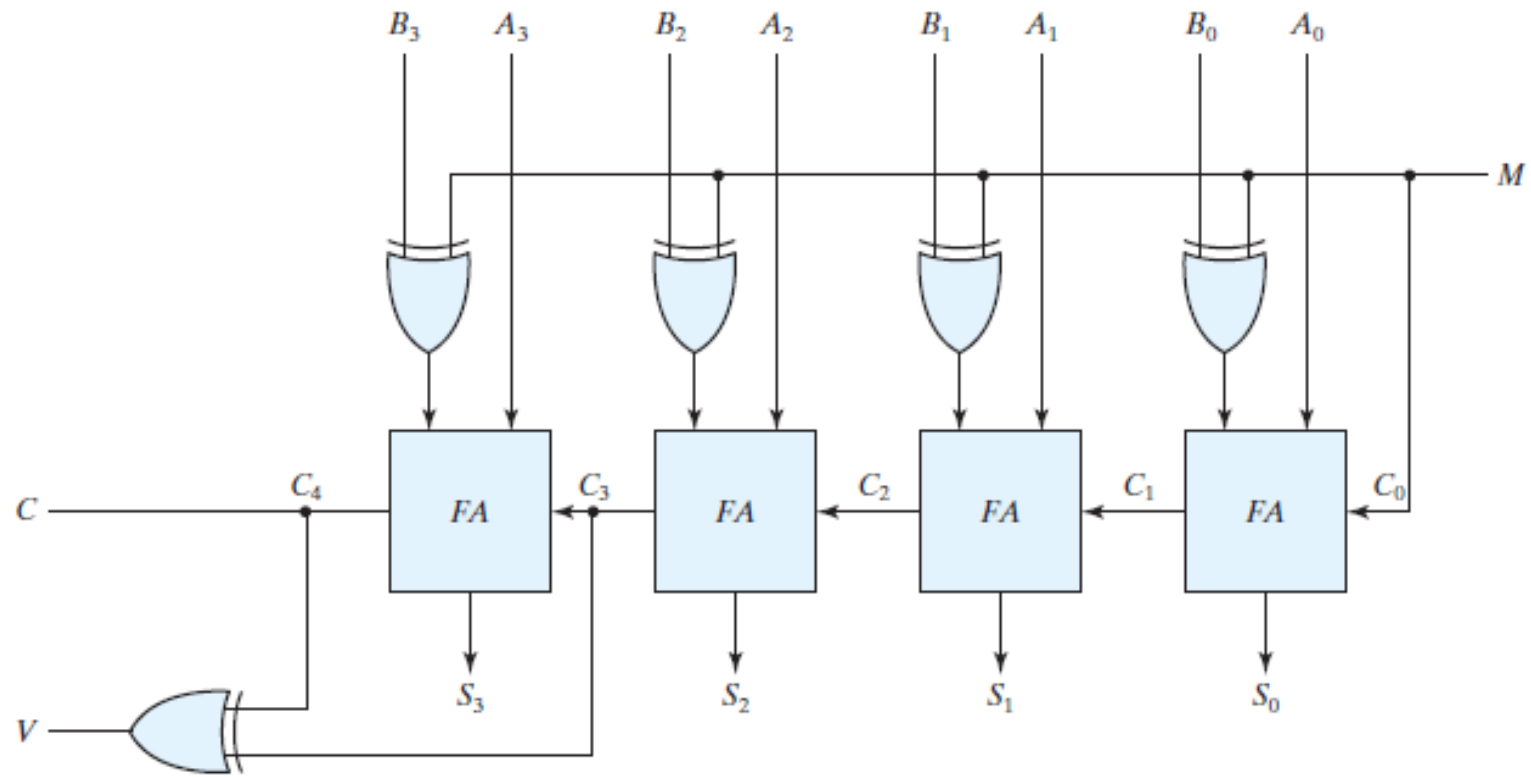 B₃ A₃ B₂ A₂ B₁ A₁ B₀ A₀
M
C₄ C₃ C₂ C₁ C₀
C FA FA FA FA
S₃ S₂ S₁ S₀
V